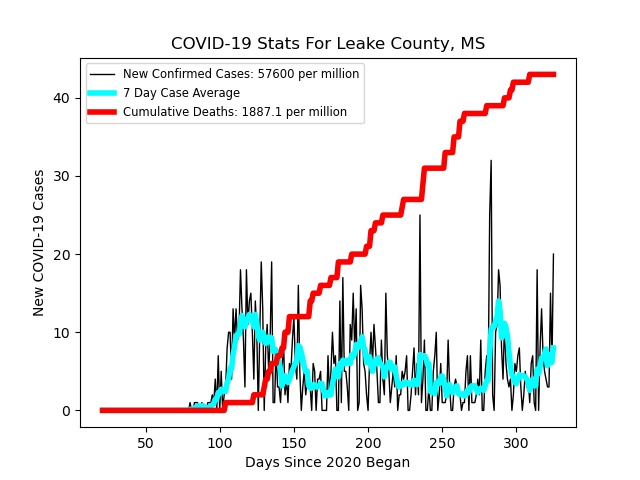 COVID-19 Stats For Leake County, MS
New Confirmed Cases: 57600 per million
7 Day Case Average
Cumulative Deaths: 1887.1 per million
New COVID-19 Cases
40
30
20
10
0
50 100 150 200 250 300
Days Since 2020 Began